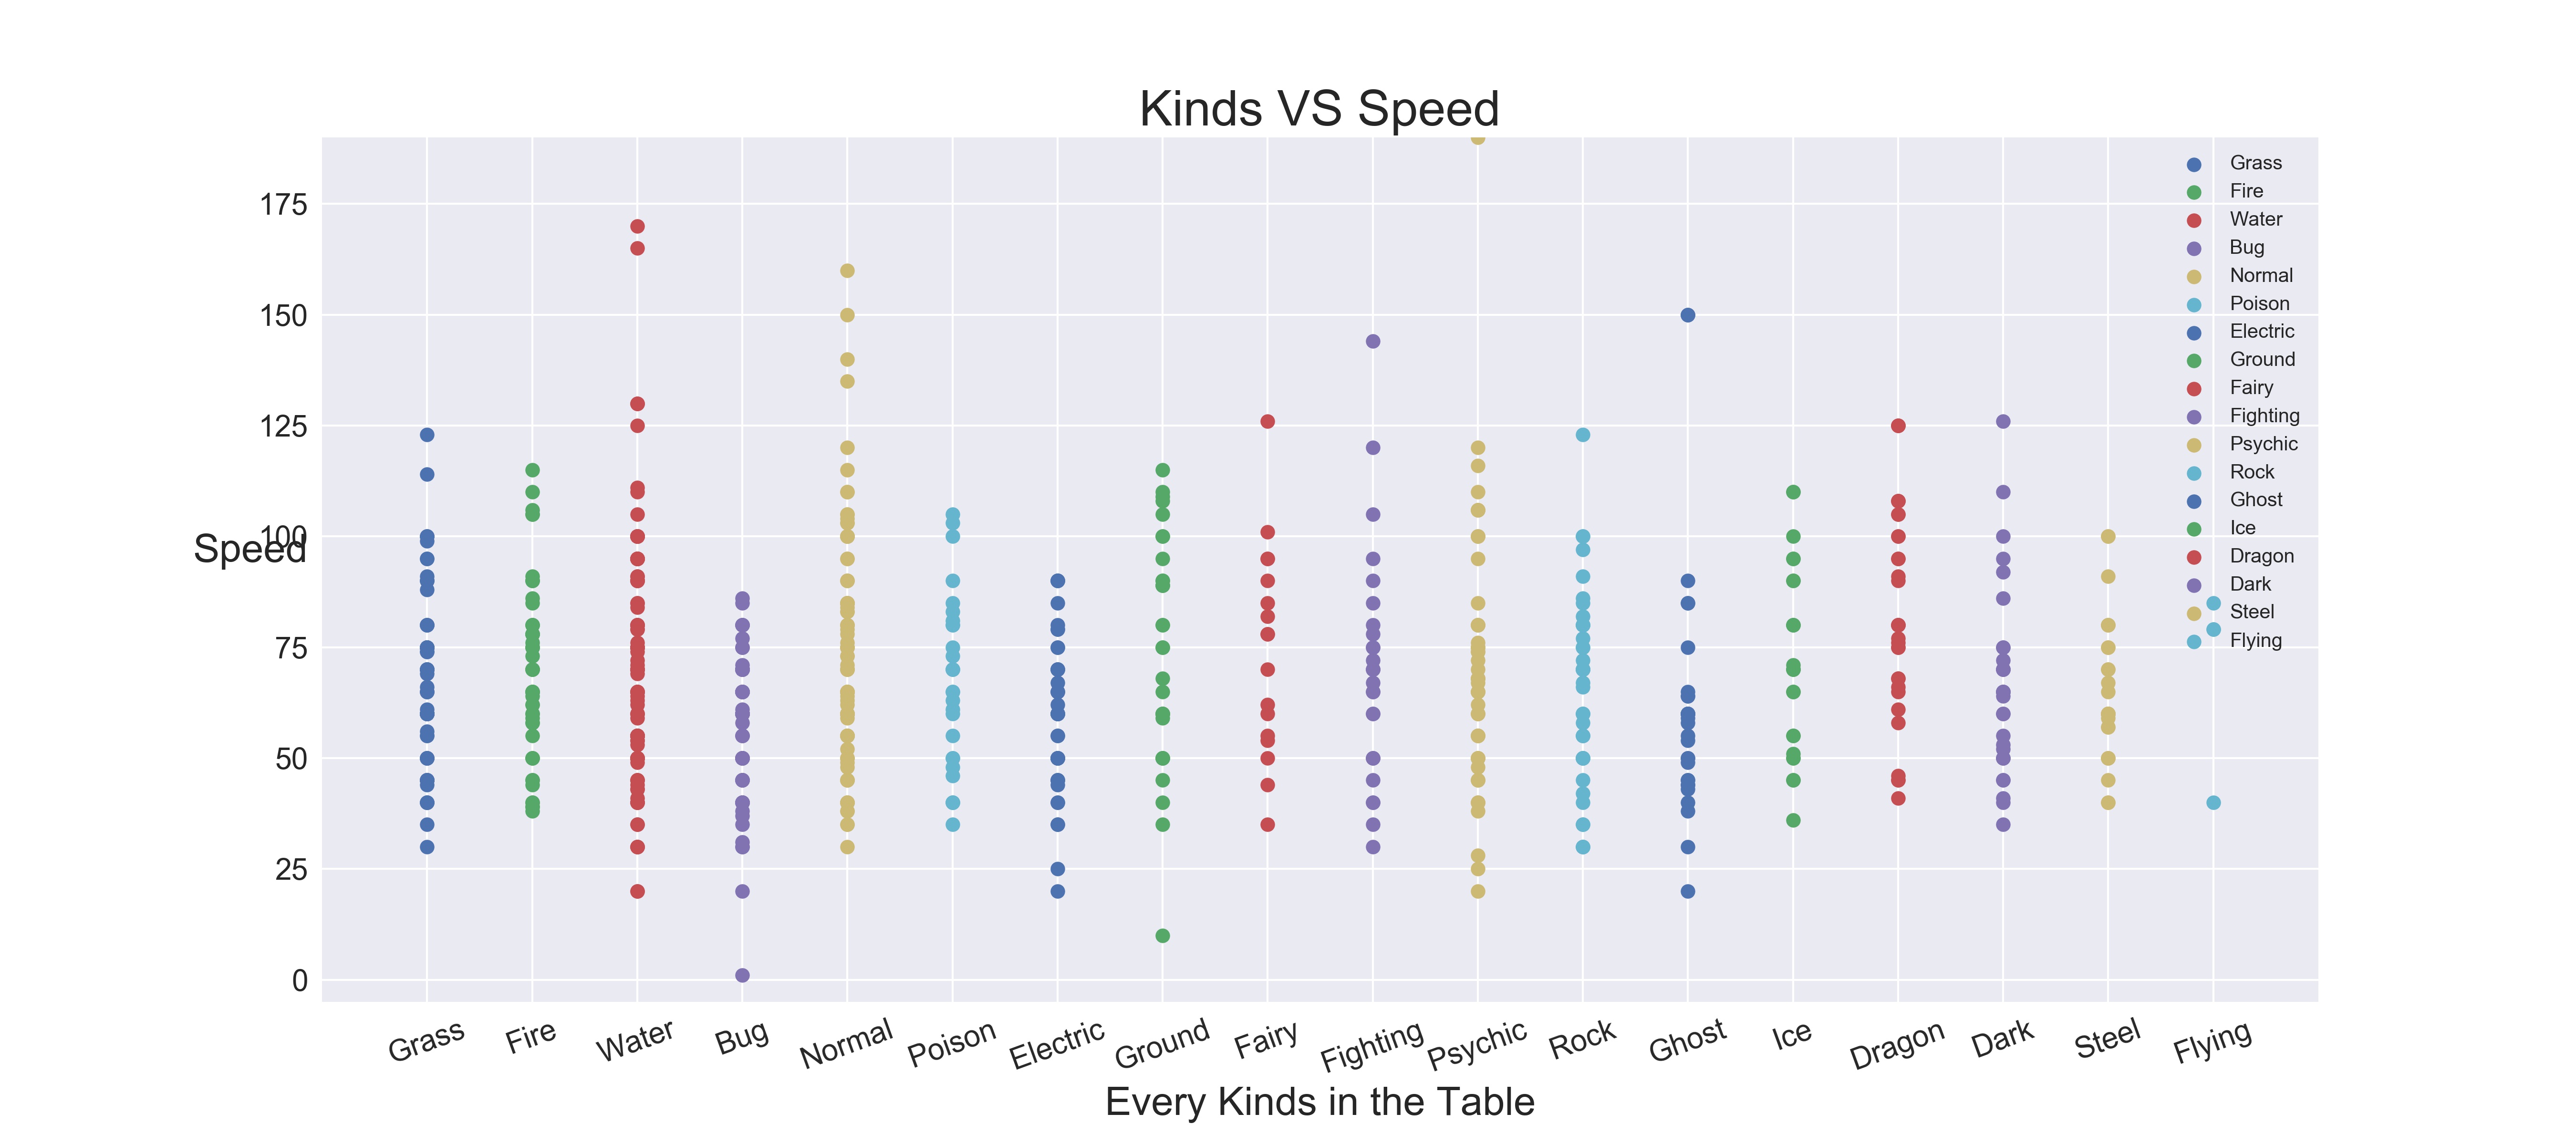 Kinds VS Speed
175
150
125
100
75
50
25
0
Speed
Grass
Fire
Water
Bug
Normal
Poison
Electric
Ground
Fairy
Fighting
Psychic
Rock
Ghost
Ice
Dragon
Dark
Steel
Flying
Grass
Fire
Water
Bug
Normal
Poison
Electric
Ground
Fairy
Fighting
Psychic
Rock
Ghost
Ice
Dragon
Dark
Steel
Flying
Every Kinds in the Table